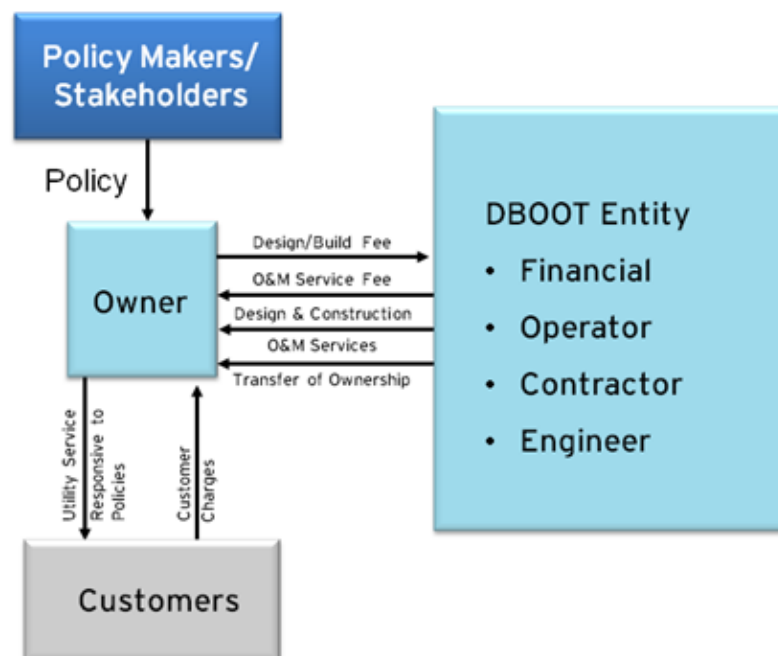 Policy Makers/
Stakeholders
Policy
Owner
Design/Build Fee
O&M Service Fee
Design & Construction
O&M Services
Transfer of Ownership
DBOOT Entity
• Financial
• Operator
• Contractor
• Engineer
Utility Service
Responsive to
Policies
Customer
Charges
Customers